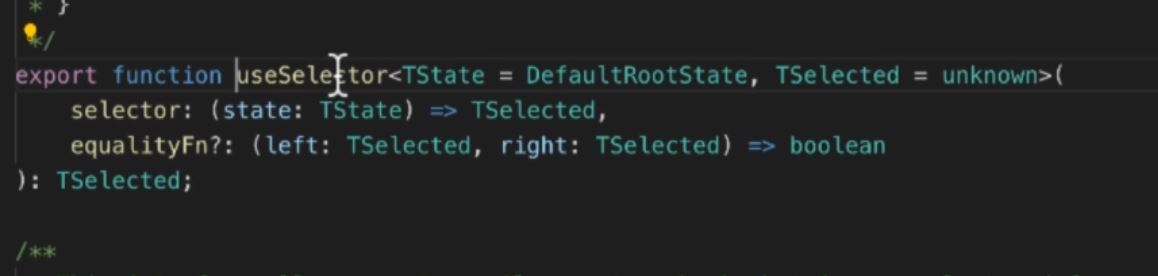 * }
*/
export function useSelector<TState = DefaultRootState, TSelected = unknown>(
selector: (state: TState) => TSelected,
equalityFn?: (left: TSelected, right: TSelected) => boolean
): TSelected;
/**